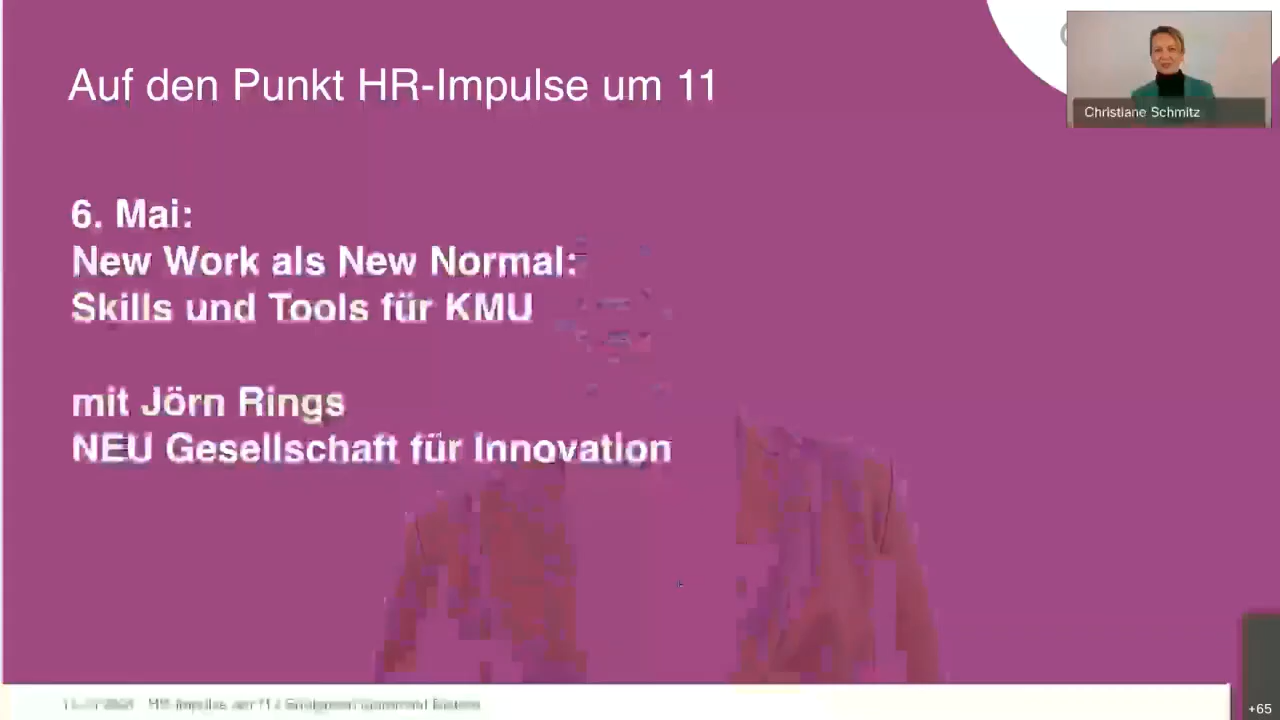 Auf den Punkt HR-Impulse um 11
Christiane Schmitz
6. Mai:
New Work als New Normal:
Skills und Tools für KMU
mit Jörn Rings
NEU Gesellschaft für Innovation
+65